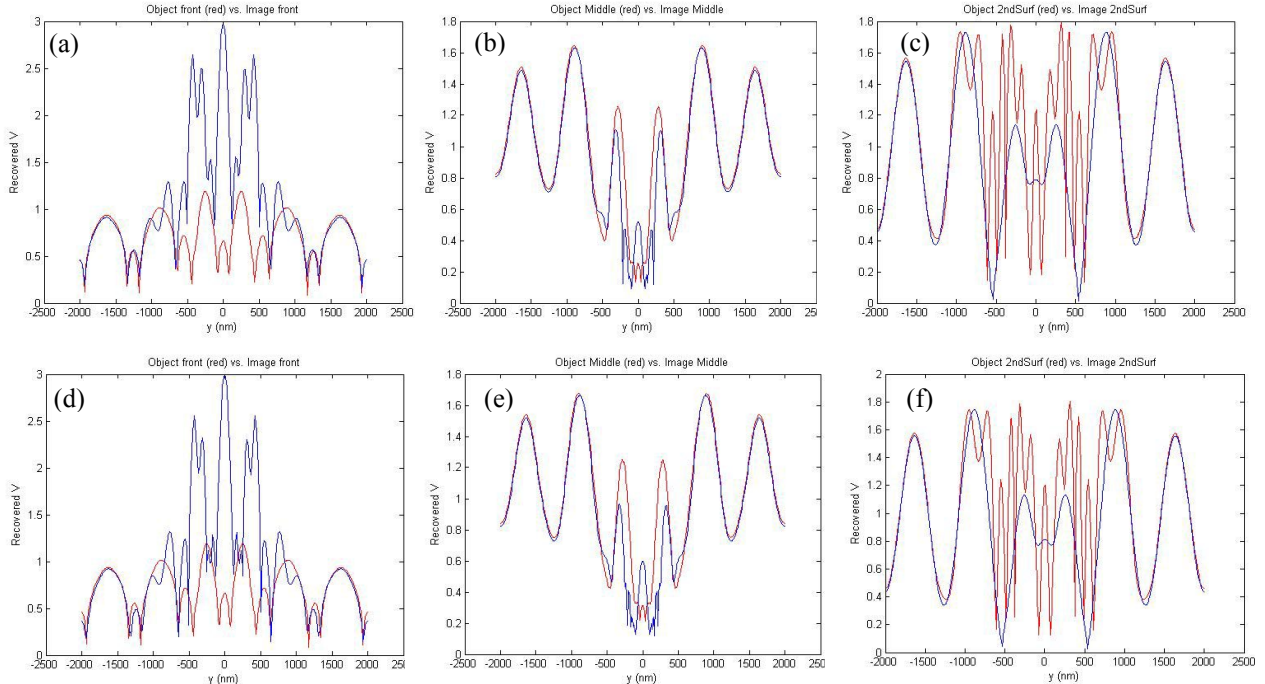 Object front (red) vs. Image front
(a)
Recovered V
3
2.5
2
1.5
1
0.5
0
-2500 -2000 -1500 -1000 -500 0 500 1000 1500 2000 2500
y (nm)
Object Middle (red) vs. Image Middle
(b)
Recovered V
1.8
1.6
1.4
1.2
1
0.8
0.6
0.4
0.2
0
-2500 -2000 -1500 -1000 -500 0 500 1000 1500 2000 2500
y (nm)
Object 2ndSurf (red) vs. Image 2ndSurf
(c)
Recovered V
1.8
1.6
1.4
1.2
1
0.8
0.6
0.4
0.2
0
-2000 -1500 -1000 -500 0 500 1000 1500 2000 2500
y (nm)
Object front (red) vs. Image front
(d)
Recovered V
3
2.5
2
1.5
1
0.5
0
-2500 -2000 -1500 -1000 -500 0 500 1000 1500 2000 2500
y (nm)
Object Middle (red) vs. Image Middle
(e)
Recovered V
1.8
1.6
1.4
1.2
1
0.8
0.6
0.4
0.2
0
-2500 -2000 -1500 -1000 -500 0 500 1000 1500 2000 2500
y (nm)
Object 2ndSurf (red) vs. Image 2ndSurf
(f)
Recovered V
2
1.8
1.6
1.4
1.2
1
0.8
0.6
0.4
0.2
0
-2000 -1500 -1000 -500 0 500 1000 1500 2000 2500
y (nm)